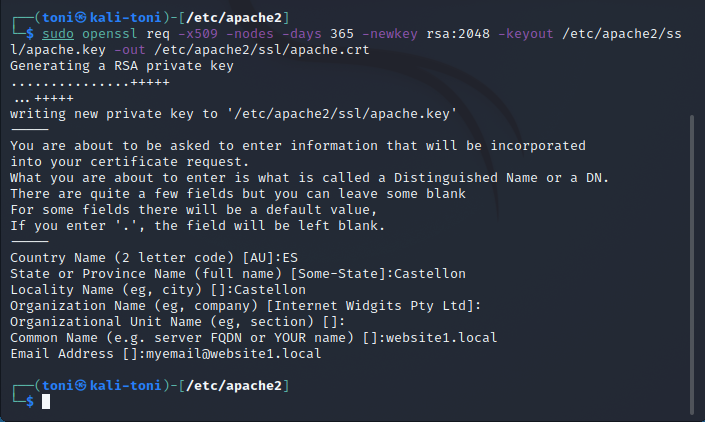 ┌──(toni㉿kali-toni)-[/etc/apache2]
└─$ sudo openssl req -x509 -nodes -days 365 -newkey rsa:2048 -keyout /etc/apache2/ss
l/apache.key -out /etc/apache2/ssl/apache.crt
Generating a RSA private key
...............+++++
...+++++
writing new private key to '/etc/apache2/ssl/apache.key'
-----
You are about to be asked to enter information that will be incorporated
into your certificate request.
What you are about to enter is what is called a Distinguished Name or a DN.
There are quite a few fields but you can leave some blank
For some fields there will be a default value,
If you enter '.', the field will be left blank.
-----
Country Name (2 letter code) [AU]:ES
State or Province Name (full name) [Some-State]:Castellon
Locality Name (eg, city) []:Castellon
Organization Name (eg, company) [Internet Widgits Pty Ltd]:
Organizational Unit Name (eg, section) []:
Common Name (e.g. server FQDN or YOUR name) []:website1.local
Email Address []:myemail@website1.local
┌──(toni㉿kali-toni)-[/etc/apache2]
└─$